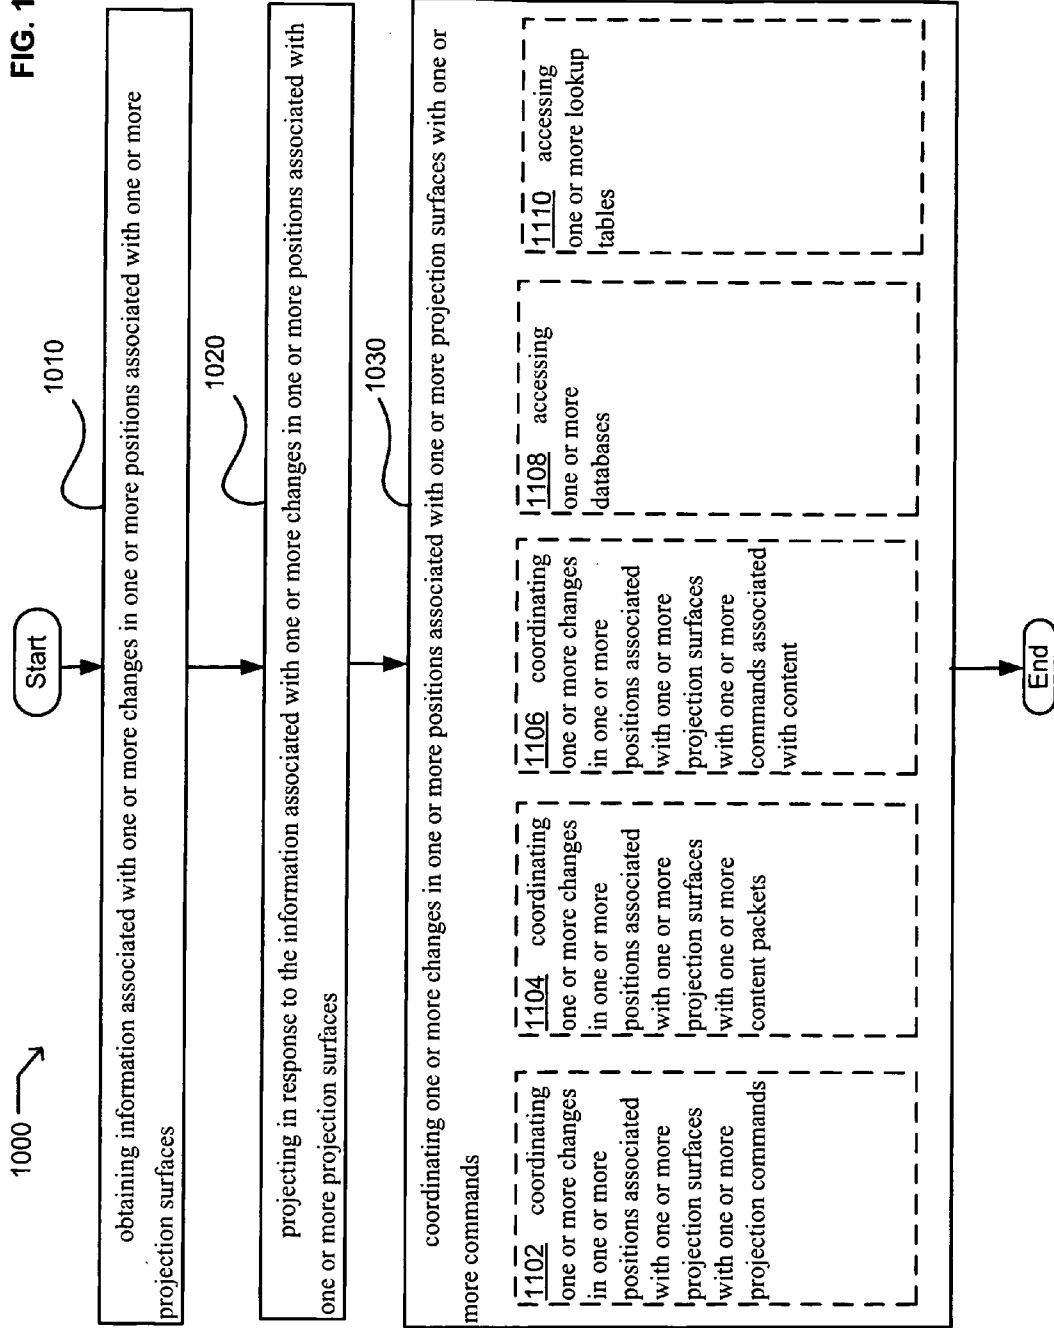 FIG. 1
1000
Start
1010
obtaining information associated with one or more changes in one or more positions associated with one or more
projection surfaces
1020
projecting in response to the information associated with one or more changes in one or more positions associated with
one or more projection surfaces
1030
coordinating one or more changes in one or more positions associated with one or more projection surfaces with one or
more commands
1102 coordinating
one or more changes
in one or more
positions associated
with one or more
projection surfaces
with one or more
projection commands
1104 coordinating
one or more changes
in one or more
positions associated
with one or more
projection surfaces
with one or more
content packets
1106 coordinating
one or more changes
in one or more
positions associated
with one or more
projection surfaces
with one or more
commands associated
with content
1108 accessing
one or more
databases
1110 accessing
one or more lookup
tables
End